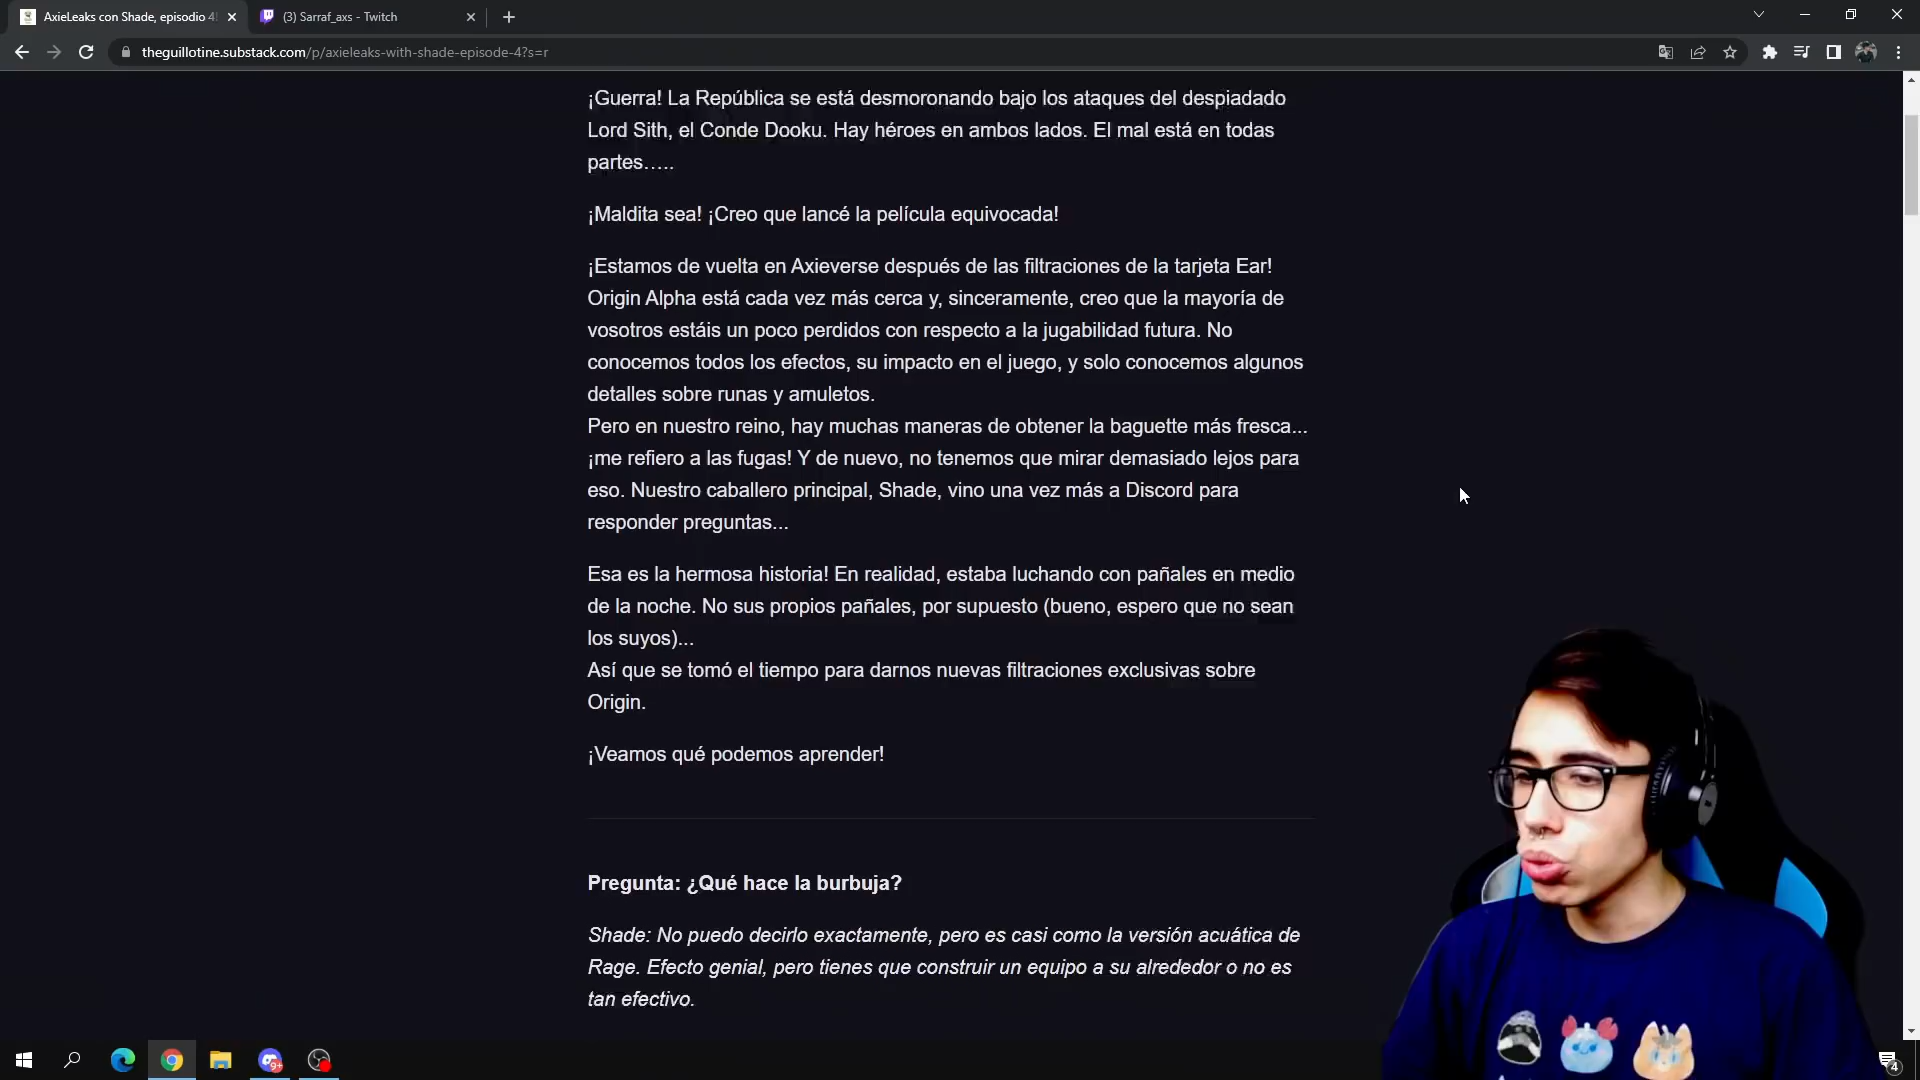 AxieLeaks con Shade, episodio 4
(3) Sarraf_axs - Twitch
theguillotine.substack.com/p/axieleaks-with-shade-episode-4?s=r
¡Guerra! La República se está desmoronando bajo los ataques del despiadado
Lord Sith, el Conde Dooku. Hay héroes en ambos lados. El mal está en todas
partes…..
¡Maldita sea! ¡Creo que lancé la película equivocada!
¡Estamos de vuelta en Axieverse después de las filtraciones de la tarjeta Ear!
Origin Alpha está cada vez más cerca y, sinceramente, creo que la mayoría de
vosotros estáis un poco perdidos con respecto a la jugabilidad futura. No
conocemos todos los efectos, su impacto en el juego, y solo conocemos algunos
detalles sobre runas y amuletos.
Pero en nuestro reino, hay muchas maneras de obtener la baguette más fresca...
¡me refiero a las fugas! Y de nuevo, no tenemos que mirar demasiado lejos para
eso. Nuestro caballero principal, Shade, vino una vez más a Discord para
responder preguntas...
Esa es la hermosa historia! En realidad, estaba luchando con pañales en medio
de la noche. No sus propios pañales, por supuesto (bueno, espero que no sean
los suyos)...
Así que se tomó el tiempo para darnos nuevas filtraciones exclusivas sobre
Origin.
¡Veamos qué podemos aprender!
Pregunta: ¿Qué hace la burbuja?
Shade: No puedo decirlo exactamente, pero es casi como la versión acuática de
Rage. Efecto genial, pero tienes que construir un equipo a su alrededor o no es
tan efectivo.
9+
4